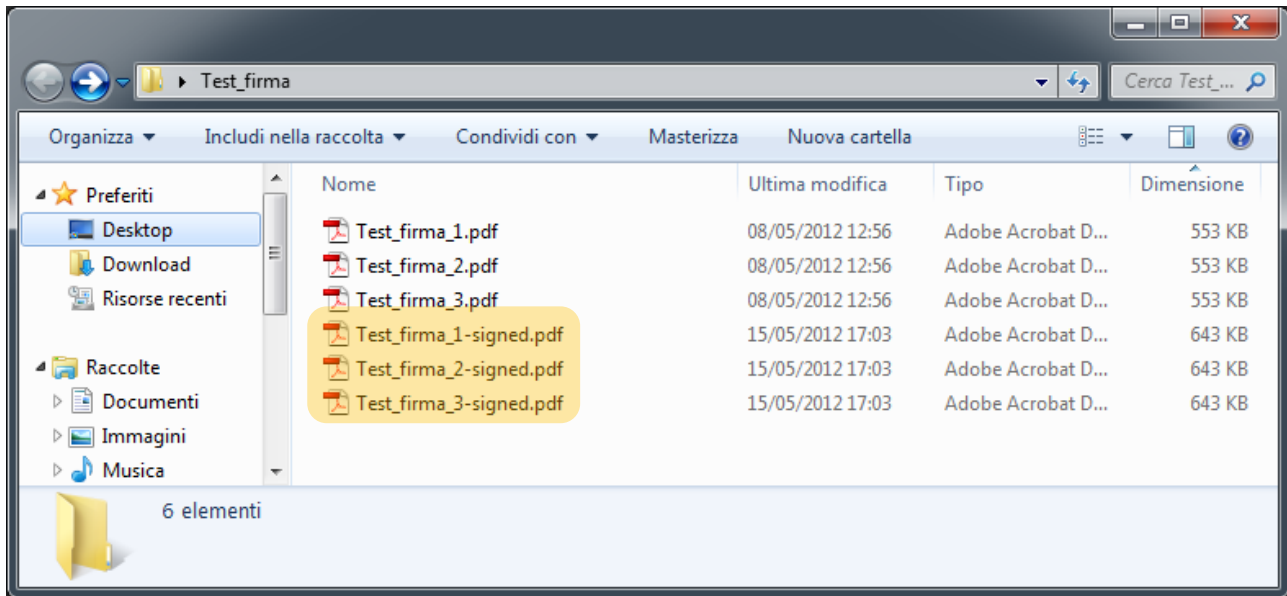 Test_firma
Cerca Test_...
Organizza Includi nella raccolta Condividi con Masterizza Nuova cartella
Preferiti
Desktop
Download
Risorse recenti
Raccolte
Documenti
Immagini
Musica
Nome Ultima modifica Tipo Dimensione
Test_firma_1.pdf 08/05/2012 12:56 Adobe Acrobat D... 553 KB
Test_firma_2.pdf 08/05/2012 12:56 Adobe Acrobat D... 553 KB
Test_firma_3.pdf 08/05/2012 12:56 Adobe Acrobat D... 553 KB
Test_firma_1-signed.pdf 15/05/2012 17:03 Adobe Acrobat D... 643 KB
Test_firma_2-signed.pdf 15/05/2012 17:03 Adobe Acrobat D... 643 KB
Test_firma_3-signed.pdf 15/05/2012 17:03 Adobe Acrobat D... 643 KB
6 elementi